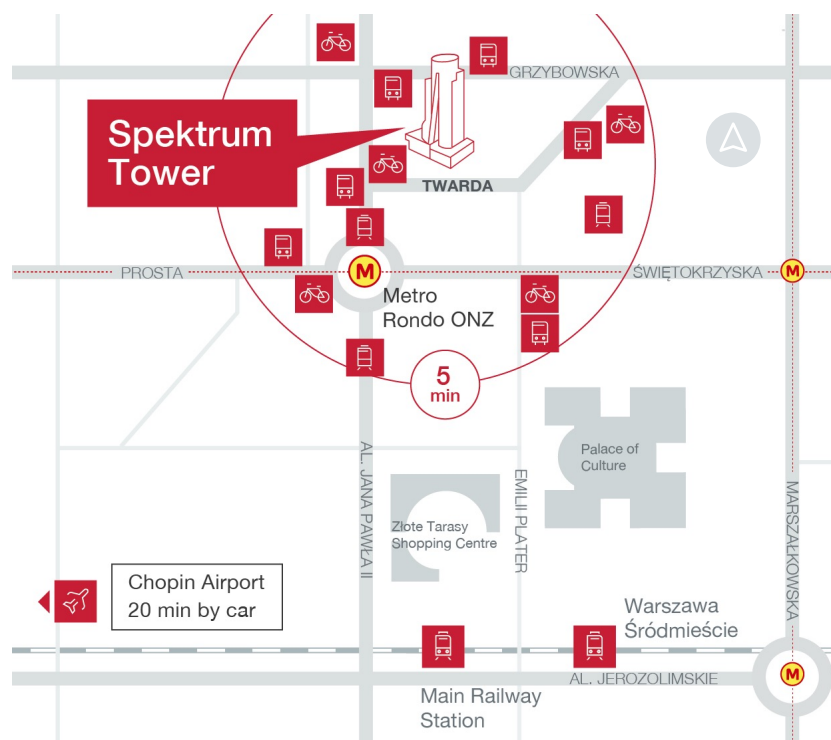 GRZYBOWSKA
Spektrum
Tower
TWARDA
PROSTA
M
ŚWIĘTOKRZYSKA
M
Metro
Rondo ONZ
5
min
AL. JANA PAWŁA II
EMILII PLATER
Palace of
Culture
MARSZAŁKOWSKA
Złote Tarasy
Shopping Centre
Chopin Airport
20 min by car
Warszawa
Śródmieście
M
AL. JEROZOLIMSKIE
Main Railway
Station